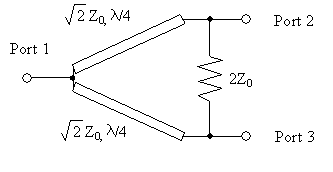 √2 Z₀, λ/4
Port 2
Port 1
2Z₀
√2 Z₀, λ/4
Port 3